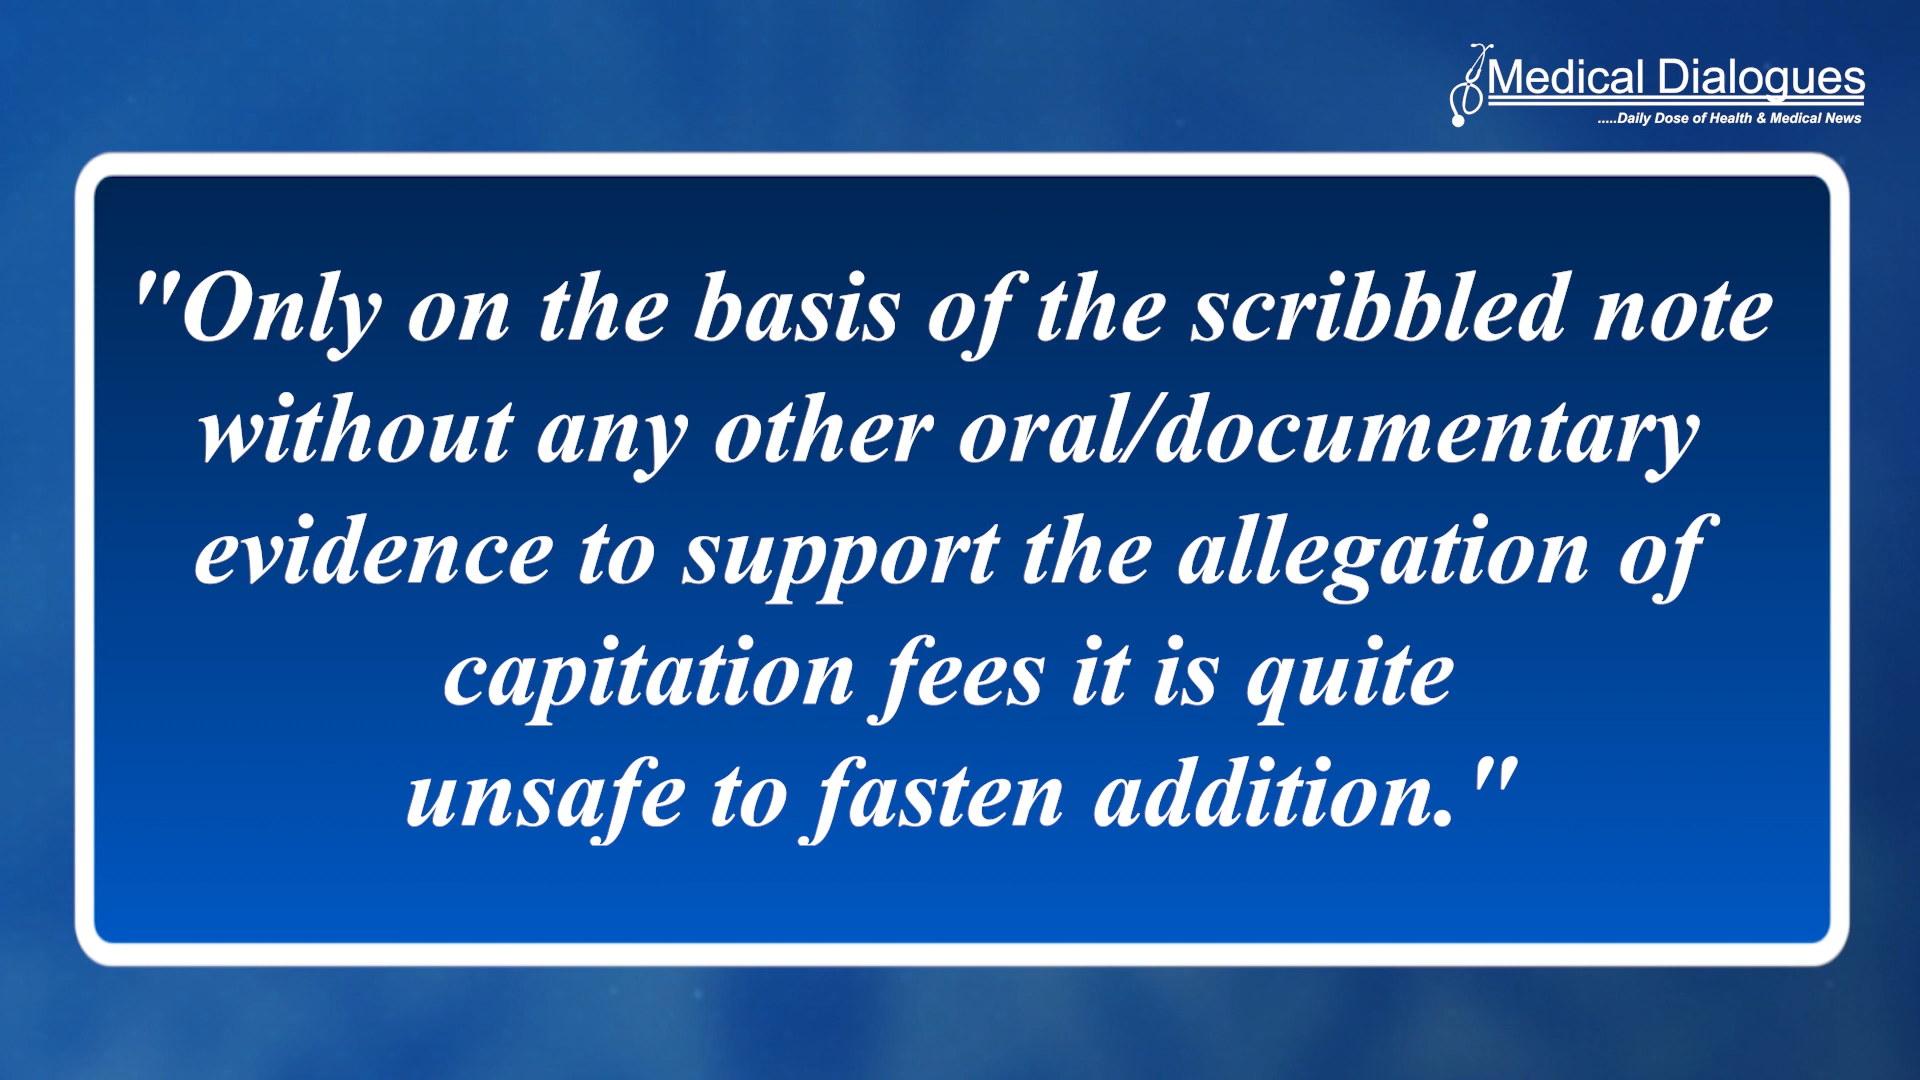 Medical Dialogues
.....Daily Dose of Health & Medical News
"Only on the basis of the scribbled note
without any other oral/documentary
evidence to support the allegation of
capitation fees it is quite
unsafe to fasten addition."